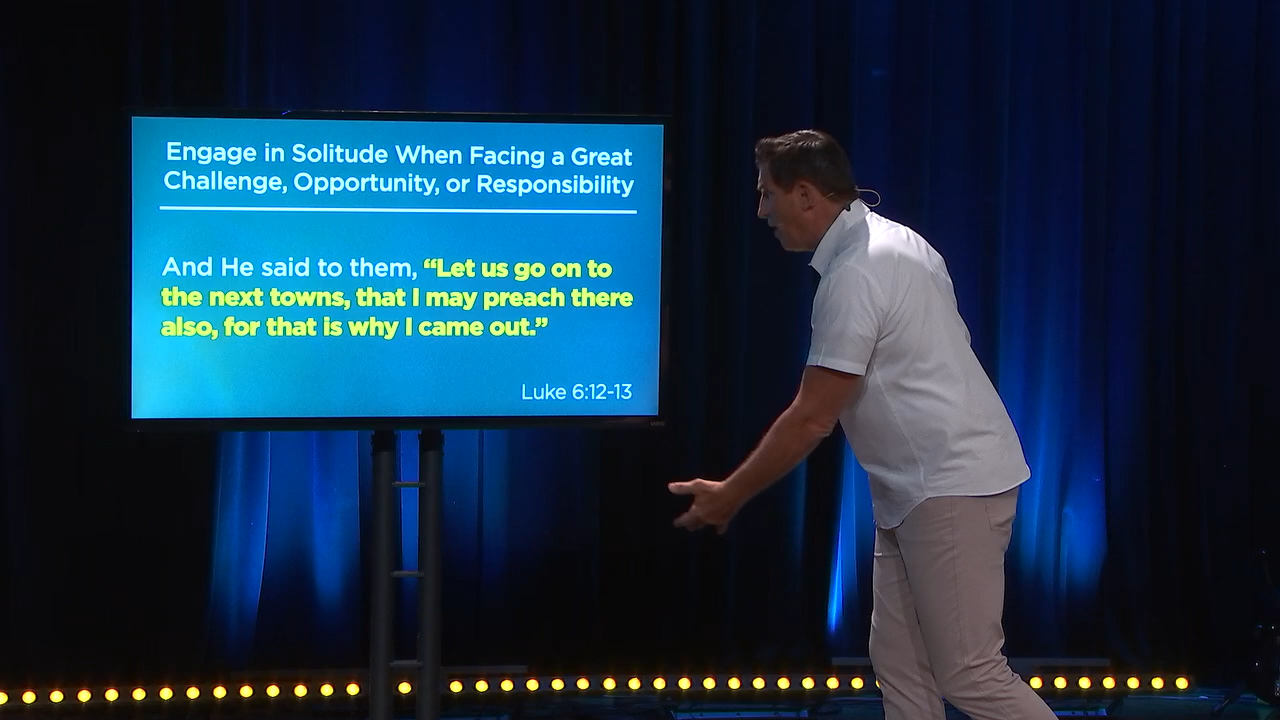 Engage in Solitude When Facing a Great
Challenge, Opportunity, or Responsibility
And He said to them, “Let us go on to
the next towns, that I may preach there
also, for that is why I came out.”
Luke 6:12-13